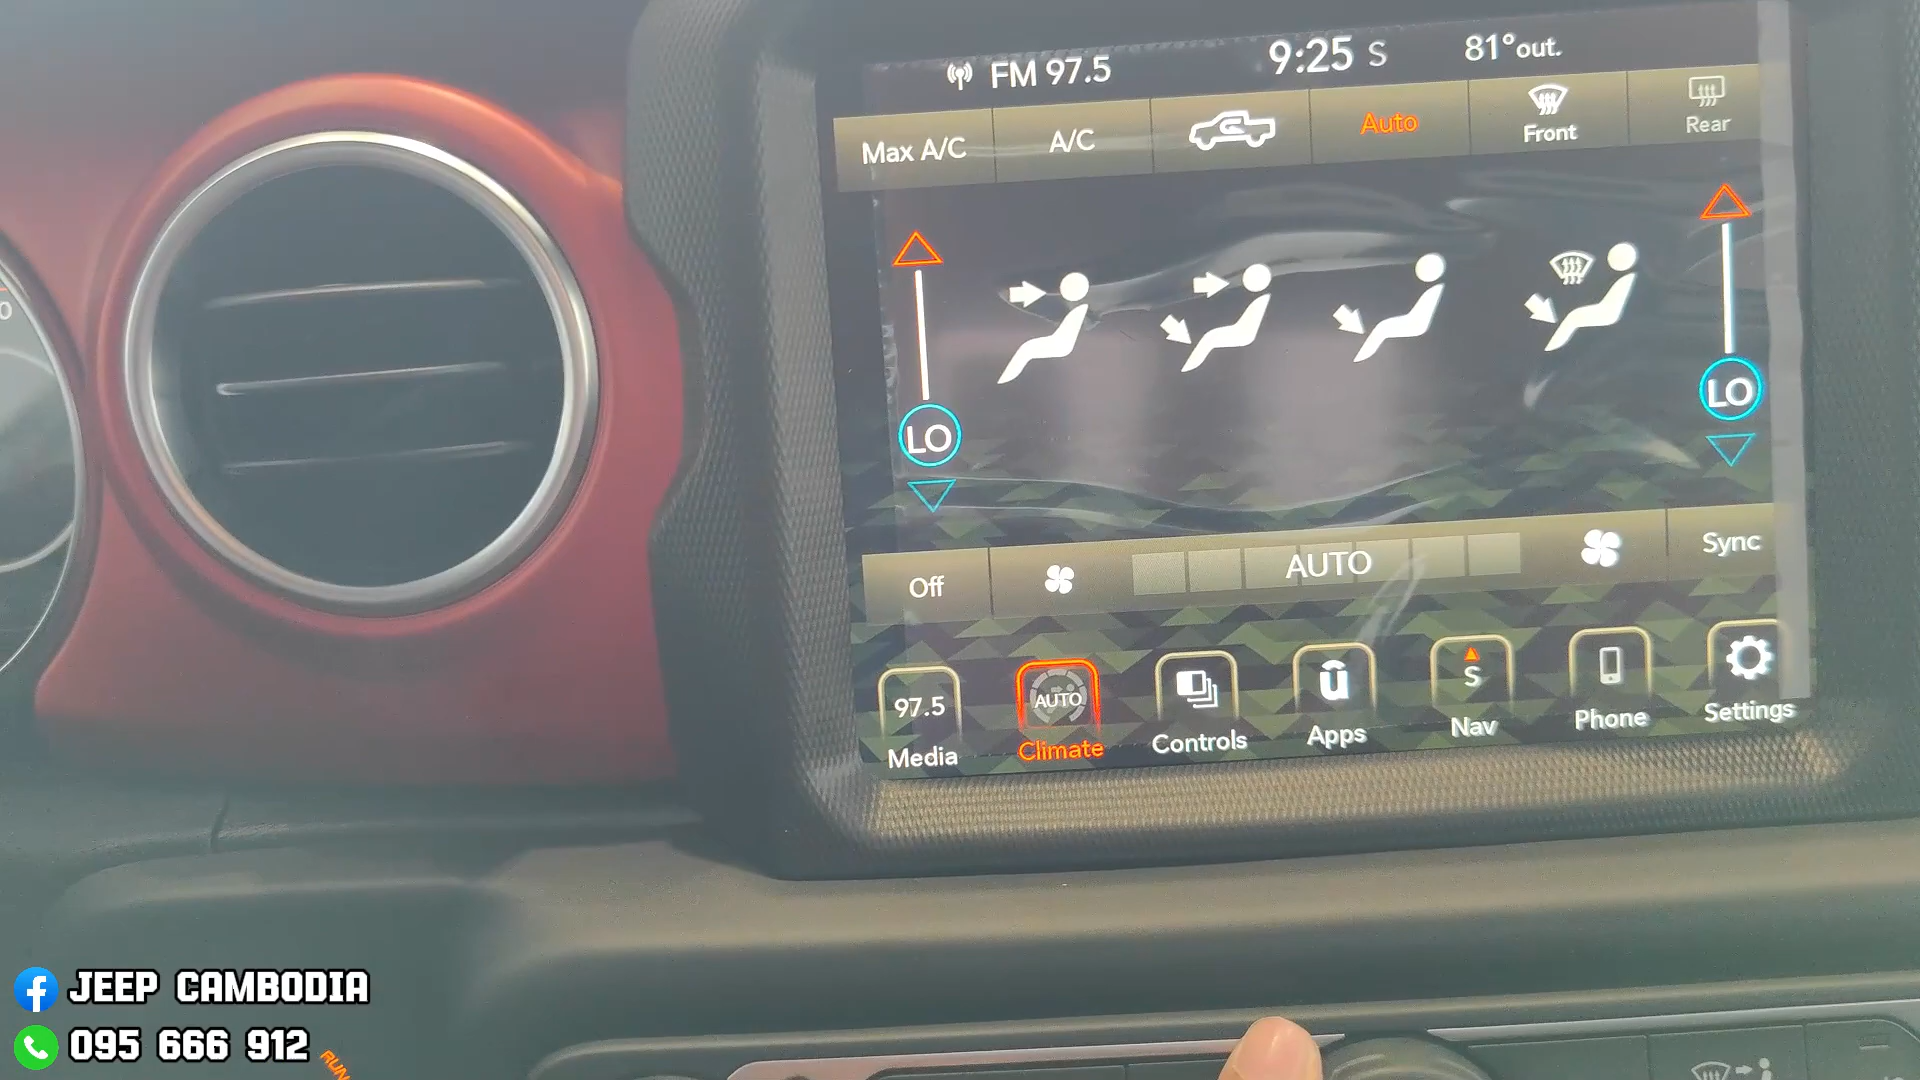 FM 97.5 9:25 S 81°out.
Max A/C A/C Auto Front Rear
LO LO
Off AUTO Sync
97.5 AUTO S
Media Climate Controls Apps Nav Phone Settings
JEEP CAMBODIA
095 666 912
RUN